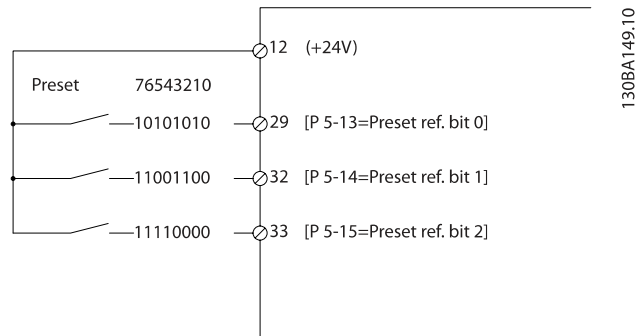 12 (+24V)
Preset 76543210
10101010 29 [P 5-13=Preset ref. bit 0]
11001100 32 [P 5-14=Preset ref. bit 1]
11110000 33 [P 5-15=Preset ref. bit 2]
130BA149.10